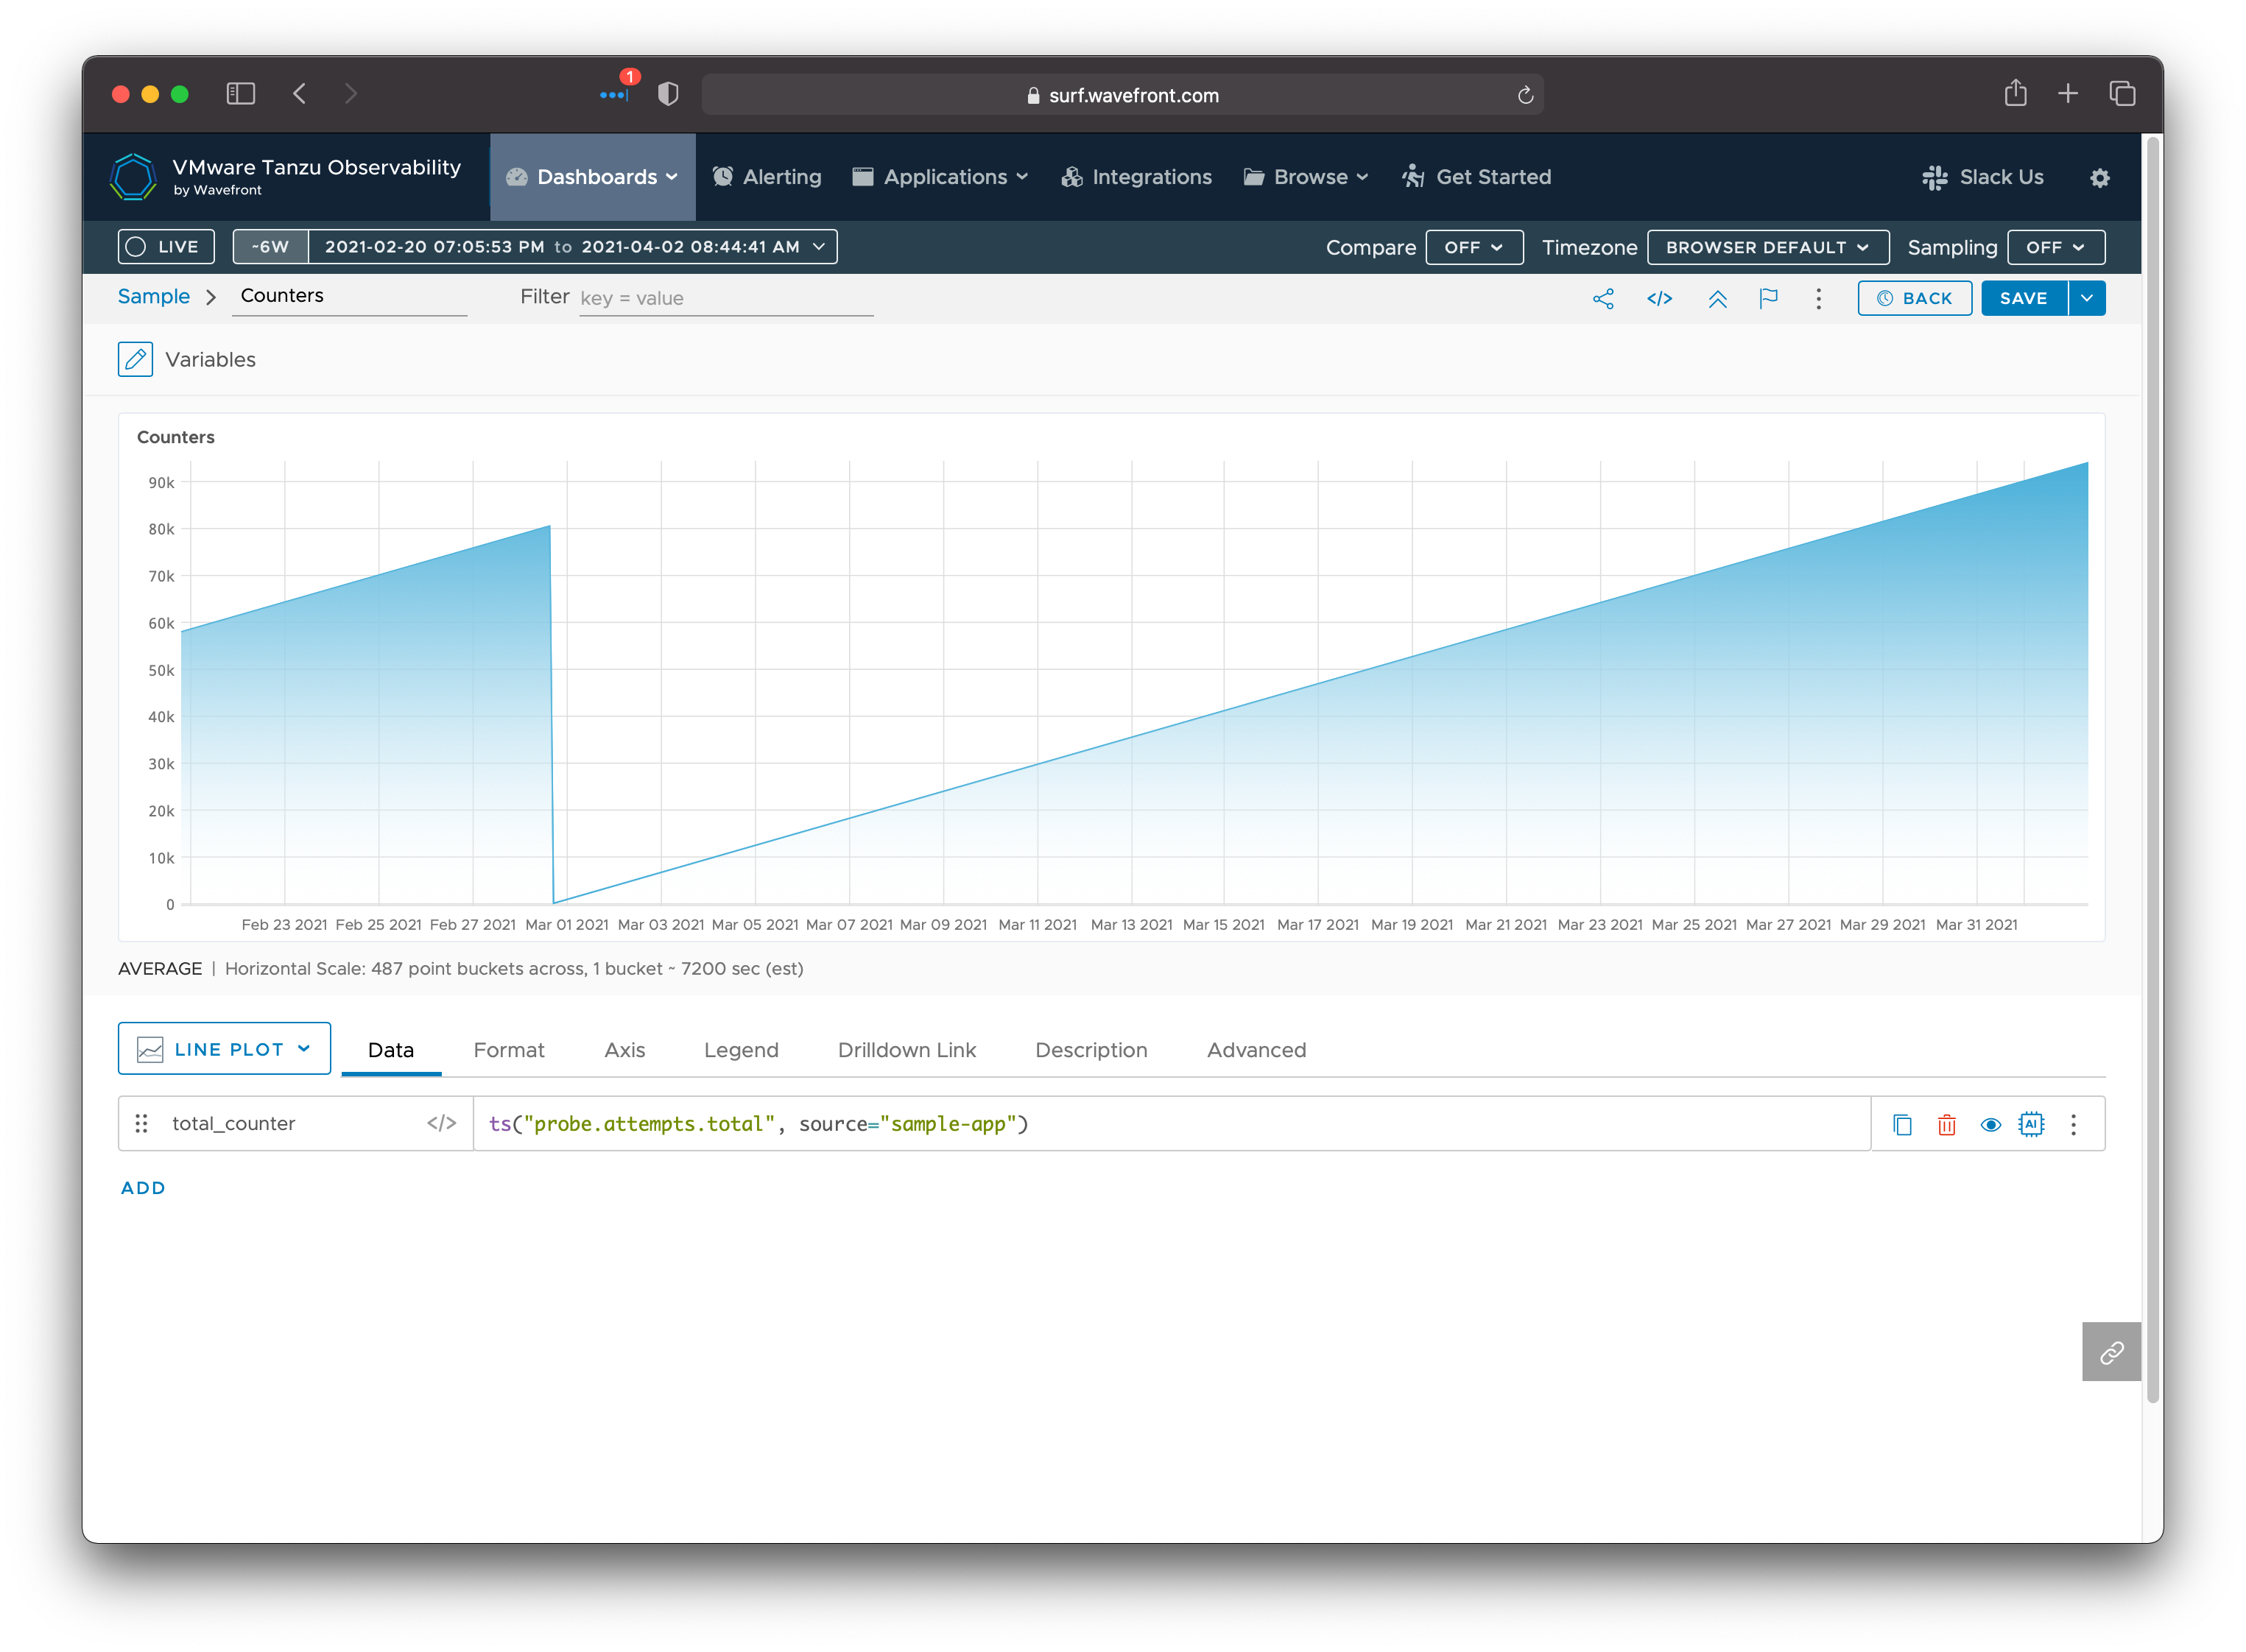 1
surf.wavefront.com
VMware Tanzu Observability
by Wavefront
Dashboards
Alerting
Applications
Integrations
Browse
Get Started
Slack Us
LIVE
~6W
2021-02-20 07:05:53 PM to 2021-04-02 08:44:41 AM
Compare
OFF
Timezone
BROWSER DEFAULT
Sampling
OFF
Sample
Counters
Filter
key = value
</>
BACK
SAVE
Variables
Counters
90k
80k
70k
60k
50k
40k
30k
20k
10k
0
Feb 23 2021
Feb 25 2021
Feb 27 2021
Mar 01 2021
Mar 03 2021
Mar 05 2021
Mar 07 2021
Mar 09 2021
Mar 11 2021
Mar 13 2021
Mar 15 2021
Mar 17 2021
Mar 19 2021
Mar 21 2021
Mar 23 2021
Mar 25 2021
Mar 27 2021
Mar 29 2021
Mar 31 2021
AVERAGE | Horizontal Scale: 487 point buckets across, 1 bucket ~ 7200 sec (est)
LINE PLOT
Data
Format
Axis
Legend
Drilldown Link
Description
Advanced
total_counter
</>
ts("probe.attempts.total", source="sample-app")
AI
ADD